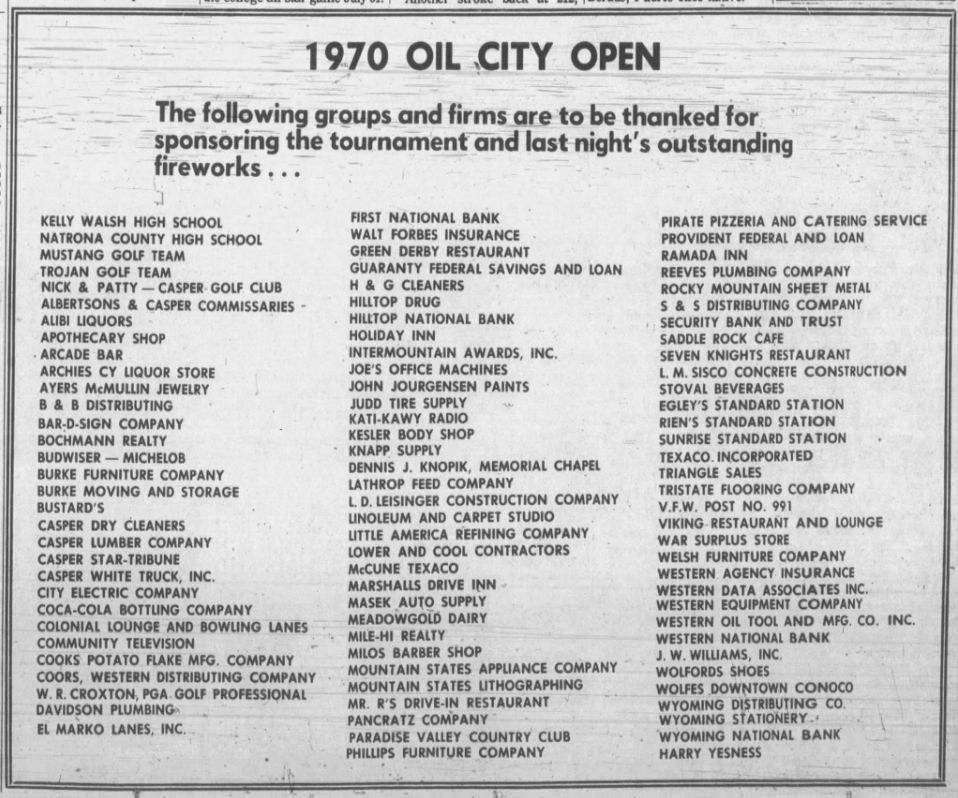 1970 OIL CITY OPEN
The following groups and firms are to be thanked for
sponsoring the tournament and last night's outstanding
fireworks . . .
KELLY WALSH HIGH SCHOOL
NATRONA COUNTY HIGH SCHOOL
MUSTANG GOLF TEAM
TROJAN GOLF TEAM
NICK & PATTY — CASPER GOLF CLUB
ALBERTSONS & CASPER COMMISSARIES
ALIBI LIQUORS
APOTHECARY SHOP
ARCADE BAR
ARCHIES CY LIQUOR STORE
AYERS McMULLIN JEWELRY
B & B DISTRIBUTING
BAR-D-SIGN COMPANY
BOCHMANN REALTY
BUDWISER — MICHELOB
BURKE FURNITURE COMPANY
BURKE MOVING AND STORAGE
BUSTARD'S
CASPER DRY CLEANERS
CASPER LUMBER COMPANY
CASPER STAR-TRIBUNE
CASPER WHITE TRUCK, INC.
CITY ELECTRIC COMPANY
COCA-COLA BOTTLING COMPANY
COLONIAL LOUNGE AND BOWLING LANES
COMMUNITY TELEVISION
COOKS POTATO FLAKE MFG. COMPANY
COORS, WESTERN DISTRIBUTING COMPANY
W. R. CROXTON, PGA GOLF PROFESSIONAL
DAVIDSON PLUMBING
EL MARKO LANES, INC.
FIRST NATIONAL BANK
WALT FORBES INSURANCE
GREEN DERBY RESTAURANT
GUARANTY FEDERAL SAVINGS AND LOAN
H & G CLEANERS
HILLTOP DRUG
HILLTOP NATIONAL BANK
HOLIDAY INN
INTERMOUNTAIN AWARDS, INC.
JOE'S OFFICE MACHINES
JOHN JOURGENSEN PAINTS
JUDD TIRE SUPPLY
KATI-KAWY RADIO
KESLER BODY SHOP
KNAPP SUPPLY
DENNIS J. KNOPIK, MEMORIAL CHAPEL
LATHROP FEED COMPANY
L. D. LEISINGER CONSTRUCTION COMPANY
LINOLEUM AND CARPET STUDIO
LITTLE AMERICA REFINING COMPANY
LOWER AND COOL CONTRACTORS
McCUNE TEXACO
MARSHALLS DRIVE INN
MASEK AUTO SUPPLY
MEADOWGOLD DAIRY
MILE-HI REALTY
MILOS BARBER SHOP
MOUNTAIN STATES APPLIANCE COMPANY
MOUNTAIN STATES LITHOGRAPHING
MR. R'S DRIVE-IN RESTAURANT
PANCRATZ COMPANY
PARADISE VALLEY COUNTRY CLUB
PHILLIPS FURNITURE COMPANY
PIRATE PIZZERIA AND CATERING SERVICE
PROVIDENT FEDERAL AND LOAN
RAMADA INN
REEVES PLUMBING COMPANY
ROCKY MOUNTAIN SHEET METAL
S & S DISTRIBUTING COMPANY
SECURITY BANK AND TRUST
SADDLE ROCK CAFE
SEVEN KNIGHTS RESTAURANT
L. M. SISCO CONCRETE CONSTRUCTION
STOVAL BEVERAGES
EGLEY'S STANDARD STATION
RIEN'S STANDARD STATION
SUNRISE STANDARD STATION
TEXACO INCORPORATED
TRIANGLE SALES
TRISTATE FLOORING COMPANY
V.F.W. POST NO. 991
VIKING RESTAURANT AND LOUNGE
WAR SURPLUS STORE
WELSH FURNITURE COMPANY
WESTERN AGENCY INSURANCE
WESTERN DATA ASSOCIATES INC.
WESTERN EQUIPMENT COMPANY
WESTERN OIL TOOL AND MFG. CO. INC.
WESTERN NATIONAL BANK
J. W. WILLIAMS, INC.
WOLFORDS SHOES
WOLFES DOWNTOWN CONOCO
WYOMING DISTRIBUTING CO.
WYOMING STATIONERY
WYOMING NATIONAL BANK
HARRY YESNESS